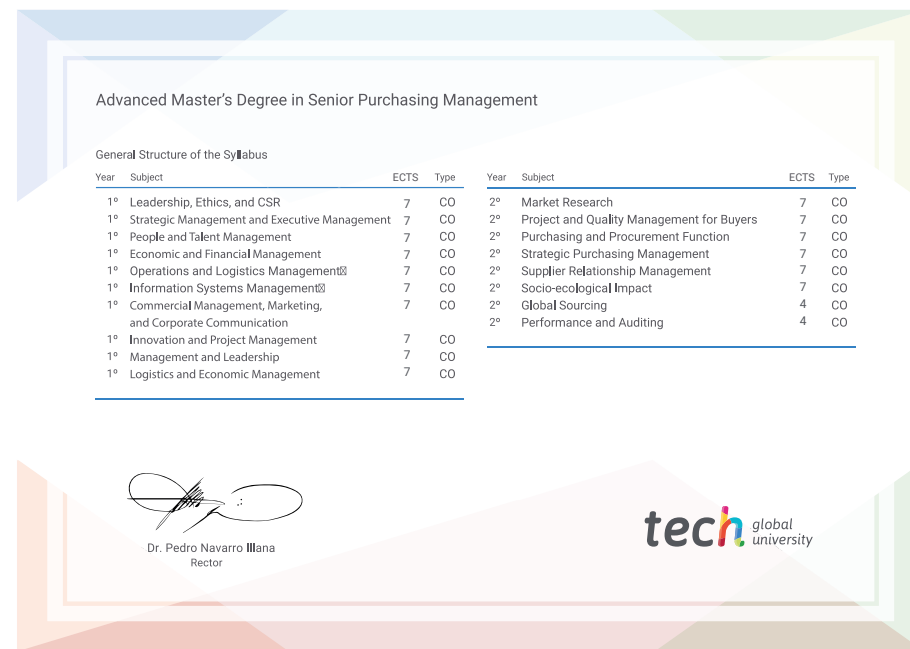 Advanced Master's Degree in Senior Purchasing Management
General Structure of the Syllabus
Year Subject ECTS Type
1º Leadership, Ethics, and CSR 7 CO
1º Strategic Management and Executive Management 7 CO
1º People and Talent Management 7 CO
1º Economic and Financial Management 7 CO
1º Operations and Logistics Management 7 CO
1º Information Systems Management 7 CO
1º Commercial Management, Marketing, 7 CO
and Corporate Communication
1º Innovation and Project Management 7 CO
1º Management and Leadership 7 CO
1º Logistics and Economic Management 7 CO
Year Subject ECTS Type
2º Market Research 7 CO
2º Project and Quality Management for Buyers 7 CO
2º Purchasing and Procurement Function 7 CO
2º Strategic Purchasing Management 7 CO
2º Supplier Relationship Management 7 CO
2º Socio-ecological Impact 7 CO
2º Global Sourcing 4 CO
2º Performance and Auditing 4 CO
Dr. Pedro Navarro Illana
Rector
tech global
university